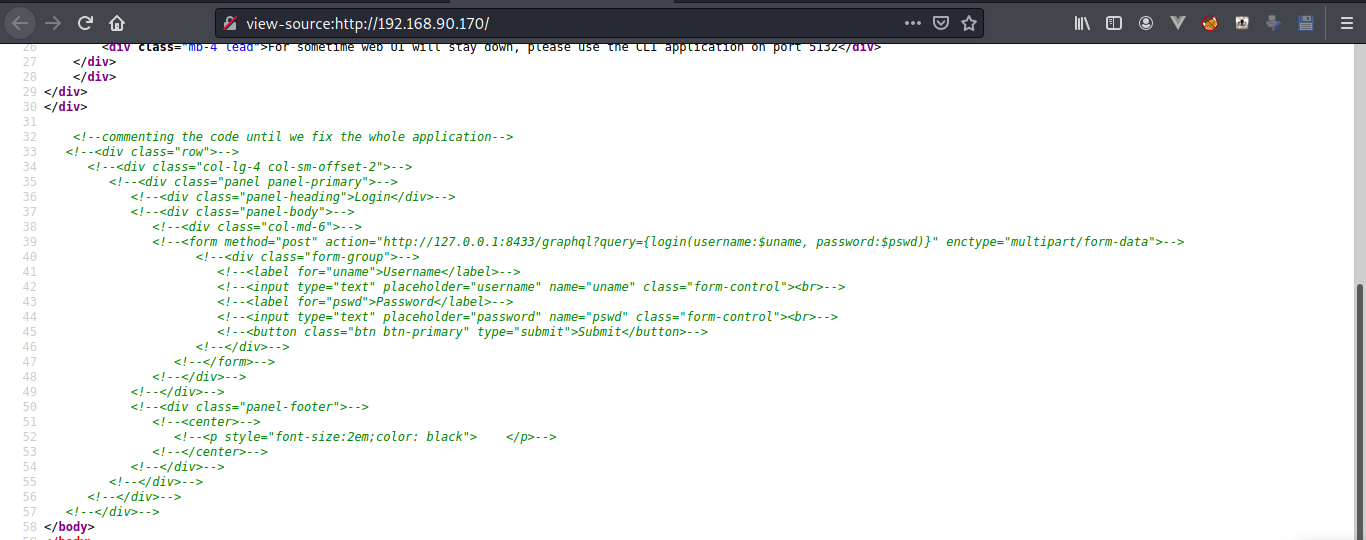 view-source:http://192.168.90.170/
26 <div class="mb-4 lead">For sometime web UI will stay down, please use the CLI application on port 5132</div>
27 </div>
28 </div>
29 </div>
30 </div>
31
32 <!--commenting the code until we fix the whole application-->
33 <!--<div class="row">-->
34 <!--<div class="col-lg-4 col-sm-offset-2">-->
35 <!--<div class="panel panel-primary">-->
36 <!--<div class="panel-heading">Login</div>-->
37 <!--<div class="panel-body">-->
38 <!--<div class="col-md-6">-->
39 <!--<form method="post" action="http://127.0.0.1:8433/graphql?query={login(username:$uname, password:$pswd)}" enctype="multipart/form-data">-->
40 <!--<div class="form-group">-->
41 <!--<label for="uname">Username</label>-->
42 <!--<input type="text" placeholder="username" name="uname" class="form-control"><br>-->
43 <!--<label for="pswd">Password</label>-->
44 <!--<input type="text" placeholder="password" name="pswd" class="form-control"><br>-->
45 <!--<button class="btn btn-primary" type="submit">Submit</button>-->
46 <!--</div>-->
47 <!--</form>-->
48 <!--</div>-->
49 <!--</div>-->
50 <!--<div class="panel-footer">-->
51 <!--<center>-->
52 <!--<p style="font-size:2em;color: black">    </p>-->
53 <!--</center>-->
54 <!--</div>-->
55 <!--</div>-->
56 <!--</div>-->
57 <!--</div>-->
58 </body>